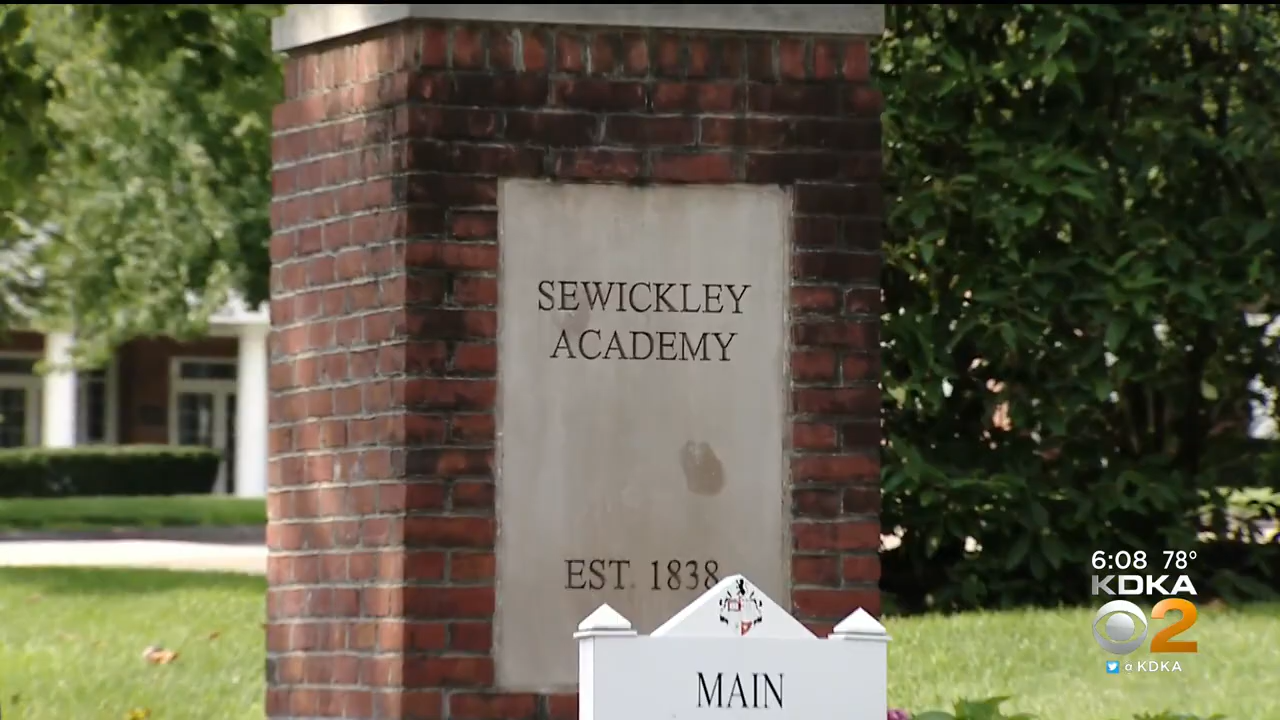 SEWICKLEY
ACADEMY
EST. 1838
MAIN
6:08 78°
KDKA
2
@ KDKA